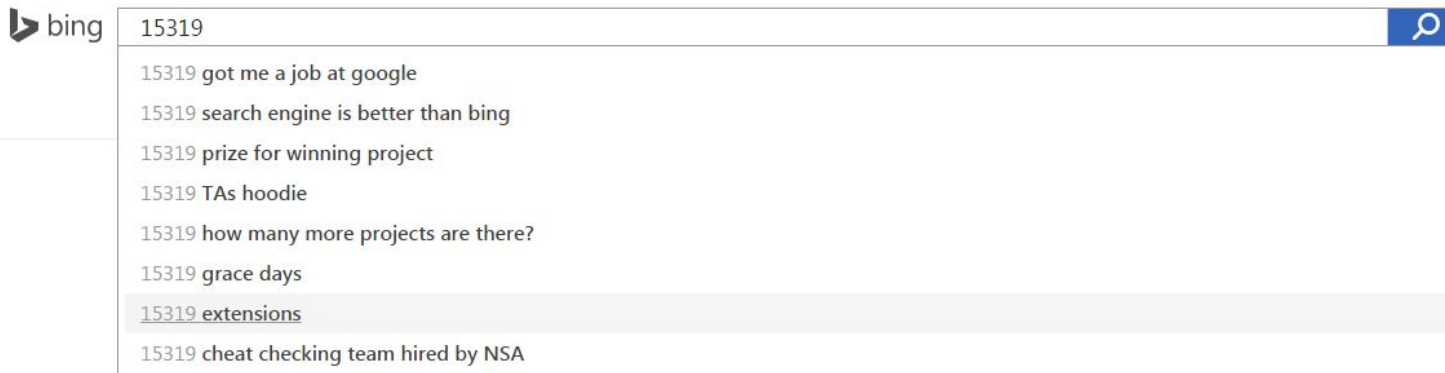 bing 15319
15319 got me a job at google
15319 search engine is better than bing
15319 prize for winning project
15319 TAs hoodie
15319 how many more projects are there?
15319 grace days
15319 extensions
15319 cheat checking team hired by NSA